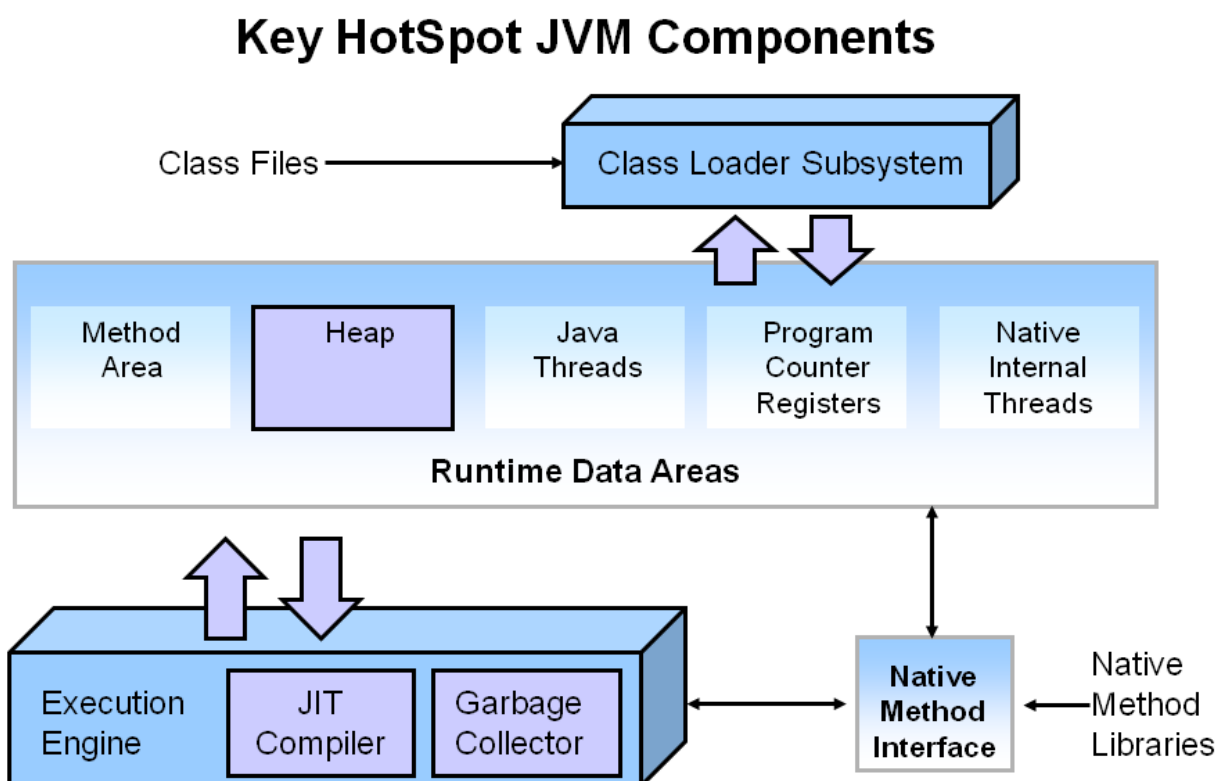 Key HotSpot JVM Components
Class Files
Class Loader Subsystem
Method
Area
Heap
Java
Threads
Program
Counter
Registers
Native
Internal
Threads
Runtime Data Areas
Execution
Engine
JIT
Compiler
Garbage
Collector
Native
Method
Interface
Native
Method
Libraries